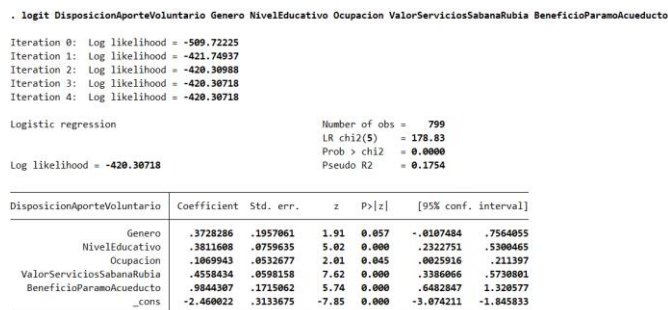 . logit DisposicionAporteVoluntario Genero NivelEducativo Ocupacion ValorServiciosSabanaRubia BeneficioParamoAcueducto
Iteration 0: Log likelihood = -509.72225
Iteration 1: Log likelihood = -421.74937
Iteration 2: Log likelihood = -420.30988
Iteration 3: Log likelihood = -420.30718
Iteration 4: Log likelihood = -420.30718
Logistic regression Number of obs = 799
LR chi2(5) = 178.83
Prob > chi2 = 0.0000
Log likelihood = -420.30718 Pseudo R2 = 0.1754
DisposicionAporteVoluntario Coefficient Std. err. z P>|z| [95% conf. interval]
Genero .3728286 .1957061 1.91 0.057 -.0107484 .7564055
NivelEducativo .3811608 .0759635 5.02 0.000 .2322751 .5300465
Ocupacion .1069943 .0532677 2.01 0.045 .0025916 .211397
ValorServiciosSabanaRubia .4558434 .0598158 7.62 0.000 .3386066 .5730801
BeneficioParamoAcueducto .9844307 .1715062 5.74 0.000 .6482847 1.320577
_cons -2.460022 .3133675 -7.85 0.000 -3.074211 -1.845833